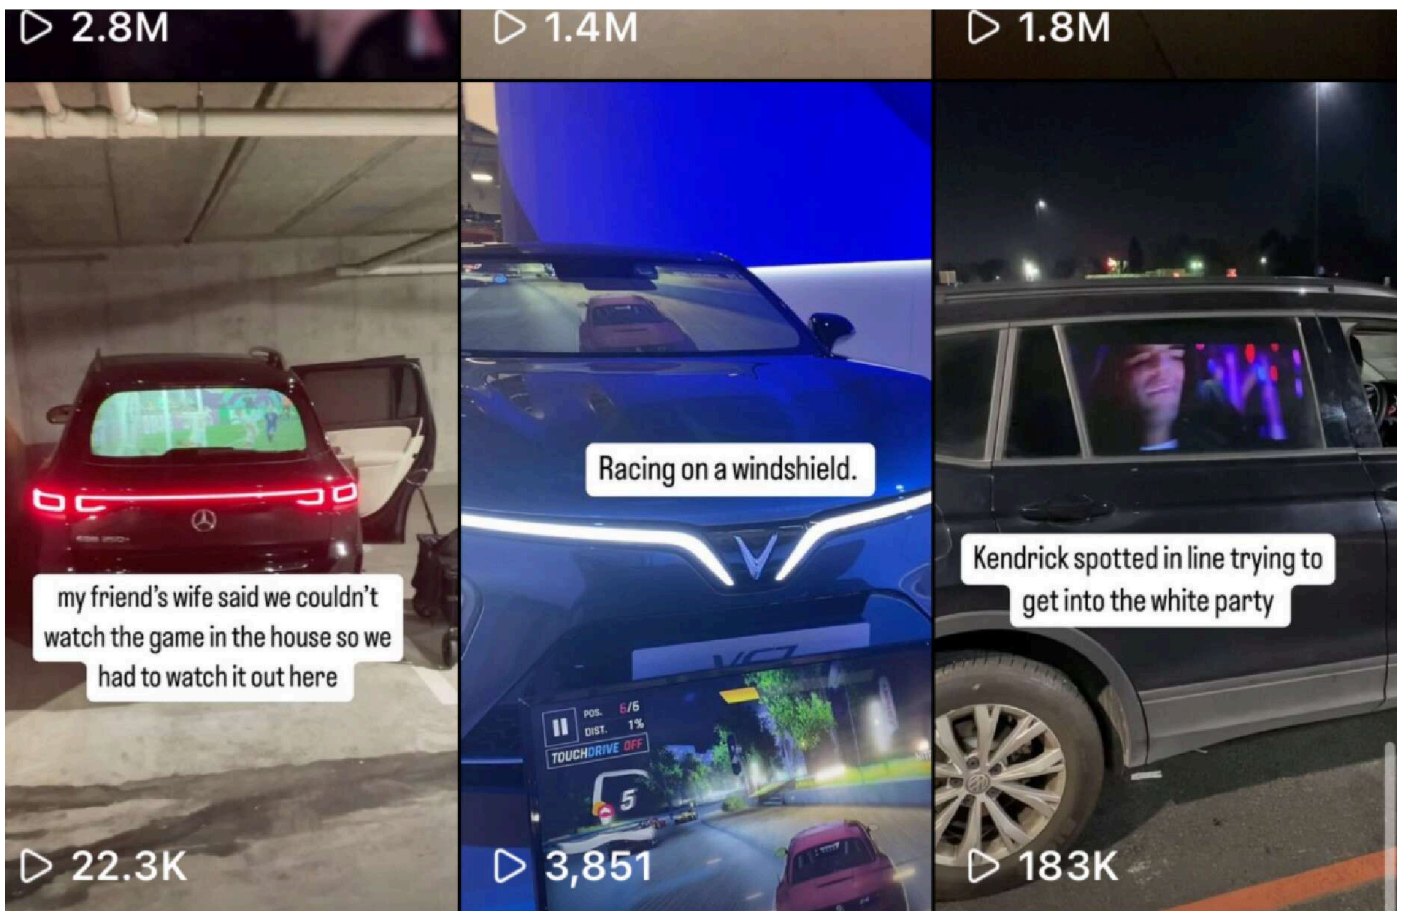 2.8M
1.4M
1.8M
my friend's wife said we couldn't
watch the game in the house so we
had to watch it out here
22.3K
Racing on a windshield.
POS. 6/6
DIST. 1%
TOUCHDRIVE OFF
5
3,851
Kendrick spotted in line trying to
get into the white party
183K